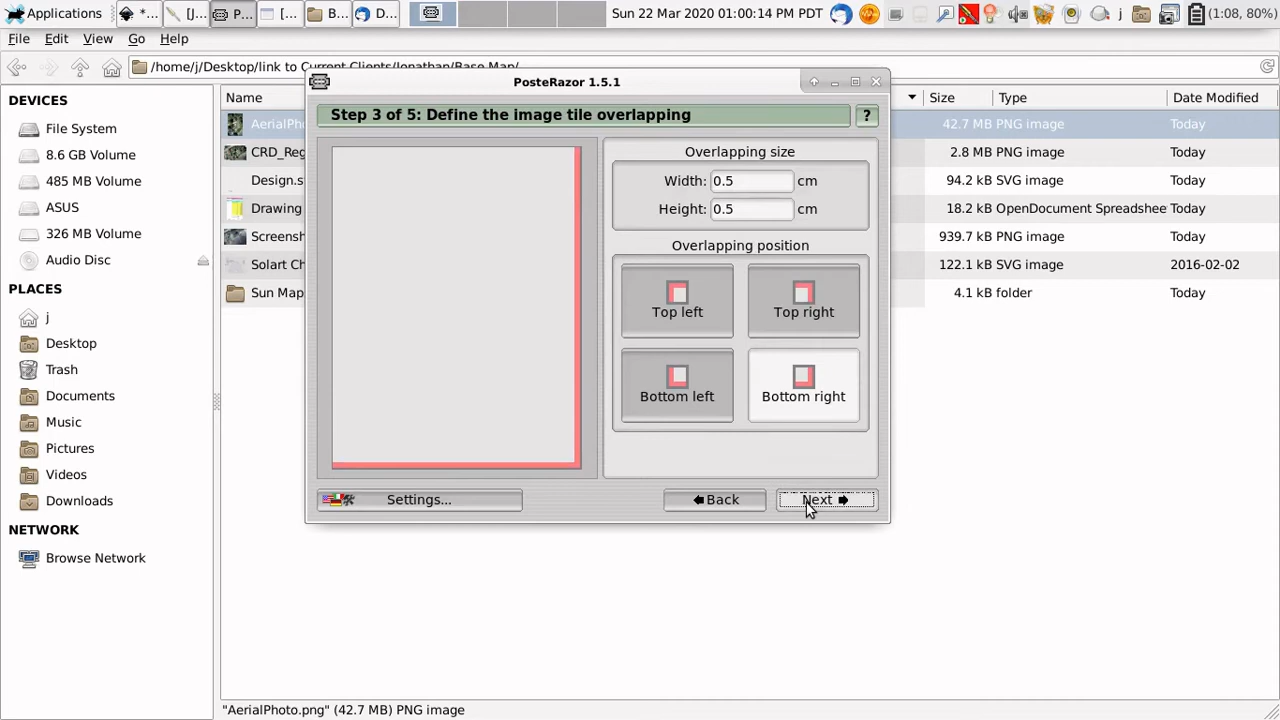 Applications
*...
[J...
P...
[...
B...
D...
Sun 22 Mar 2020 01:00:14 PM PDT
j
(1:08, 80%)
File Edit View Go Help
/home/j/Desktop/link to Current Clients/Jonathan/Base Map/
DEVICES
File System
8.6 GB Volume
485 MB Volume
ASUS
326 MB Volume
Audio Disc
PLACES
j
Desktop
Trash
Documents
Music
Pictures
Videos
Downloads
NETWORK
Browse Network
Name Size Type Date Modified
AerialPho 42.7 MB PNG image Today
CRD_Reg 2.8 MB PNG image Today
Design.s 94.2 kB SVG image Today
Drawing 18.2 kB OpenDocument Spreadshee Today
Screensh 939.7 kB PNG image Today
Solart Ch 122.1 kB SVG image 2016-02-02
Sun Map 4.1 kB folder Today
PosteRazor 1.5.1
Step 3 of 5: Define the image tile overlapping
?
Overlapping size
Width: 0.5 cm
Height: 0.5 cm
Overlapping position
Top left
Top right
Bottom left
Bottom right
Settings...
Back
Next
"AerialPhoto.png" (42.7 MB) PNG image